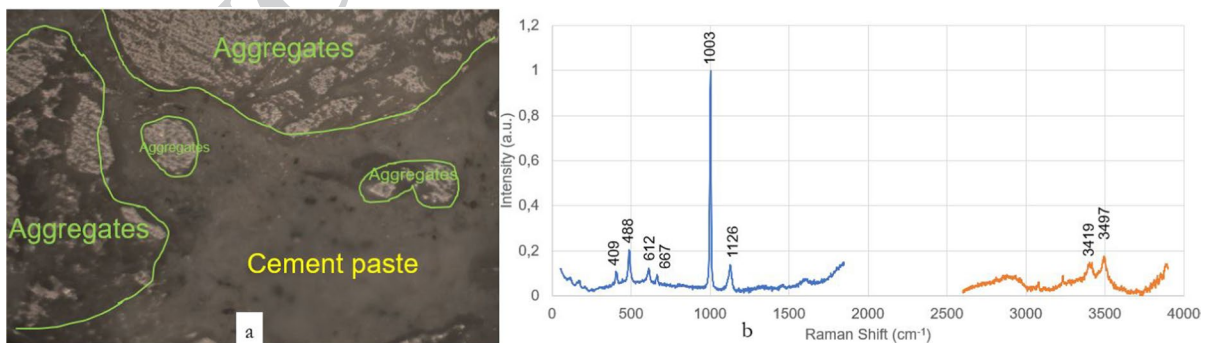 Aggregates
Aggregates
Aggregates
Aggregates
Cement paste
a
1,2
1
0,8
0,6
0,4
0,2
0
Intensity (a.u.)
409
488
612
667
1003
1126
3419
3497
0
500
1000
1500
2000
2500
3000
3500
4000
b
Raman Shift (cm-1)